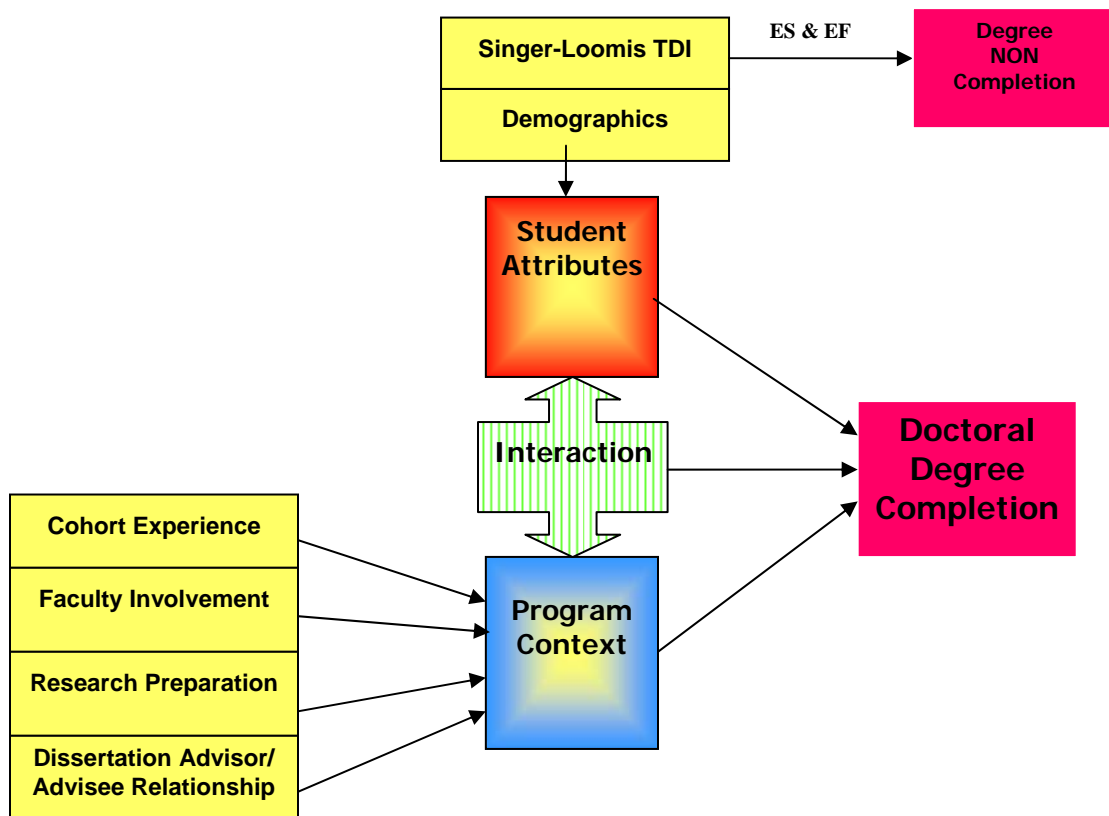 Singer-Loomis TDI
ES & EF
Degree
NON
Completion
Demographics
Student
Attributes
Interaction
Doctoral
Degree
Completion
Cohort Experience
Faculty Involvement
Research Preparation
Dissertation Advisor/
Advisee Relationship
Program
Context